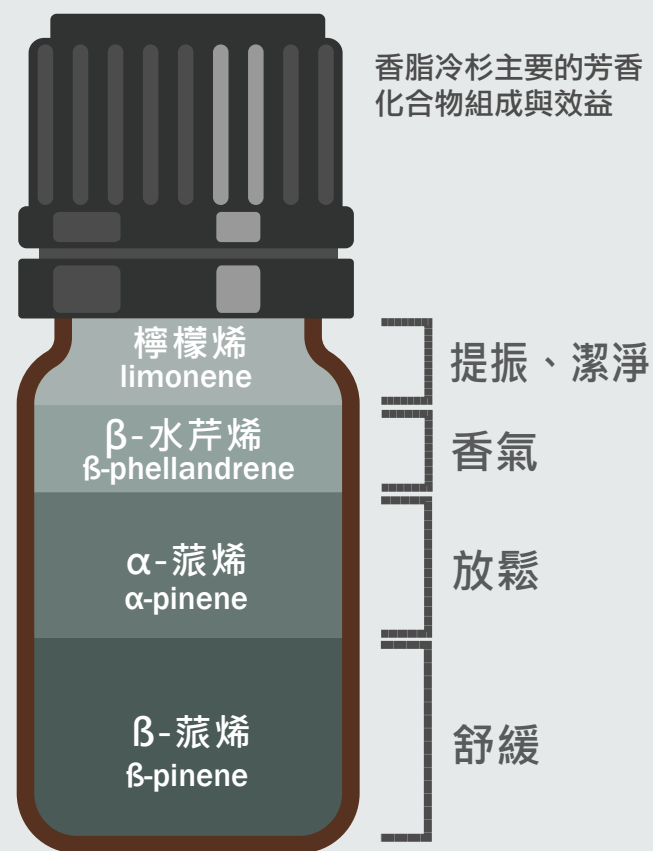 香脂冷杉主要的芳香
化合物組成與效益
檸檬烯
limonene
提振、潔淨
β-水芹烯
ß-phellandrene
香氣
α-蒎烯
α-pinene
放鬆
ß-蒎烯
ß-pinene
舒緩